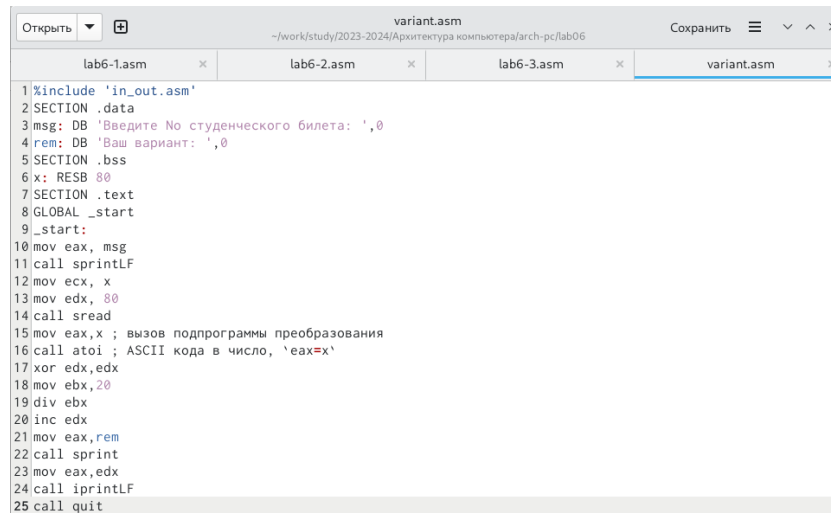 Открыть
variant.asm
~/work/study/2023-2024/Архитектура компьютера/arch-pc/lab06
Сохранить
lab6-1.asm
lab6-2.asm
lab6-3.asm
variant.asm
1 %include 'in_out.asm'
2 SECTION .data
3 msg: DB 'Введите No студенческого билета: ',0
4 rem: DB 'Ваш вариант: ',0
5 SECTION .bss
6 x: RESB 80
7 SECTION .text
8 GLOBAL _start
9 _start:
10 mov eax, msg
11 call sprintLF
12 mov ecx, x
13 mov edx, 80
14 call sread
15 mov eax,x ; вызов подпрограммы преобразования
16 call atoi ; ASCII кода в число, `eax=x`
17 xor edx,edx
18 mov ebx,20
19 div ebx
20 inc edx
21 mov eax,rem
22 call sprint
23 mov eax,edx
24 call iprintLF
25 call quit